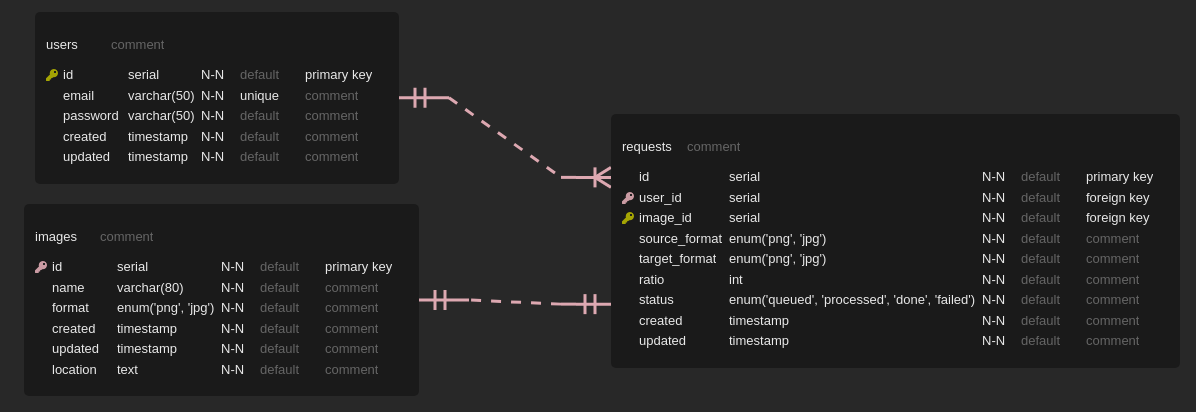 users comment
id serial N-N default primary key
email varchar(50) N-N unique comment
password varchar(50) N-N default comment
created timestamp N-N default comment
updated timestamp N-N default comment
images comment
id serial N-N default primary key
name varchar(80) N-N default comment
format enum('png', 'jpg') N-N default comment
created timestamp N-N default comment
updated timestamp N-N default comment
location text N-N default comment
requests comment
id serial N-N default primary key
user_id serial N-N default foreign key
image_id serial N-N default foreign key
source_format enum('png', 'jpg') N-N default comment
target_format enum('png', 'jpg') N-N default comment
ratio int N-N default comment
status enum('queued', 'processed', 'done', 'failed') N-N default comment
created timestamp N-N default comment
updated timestamp N-N default comment